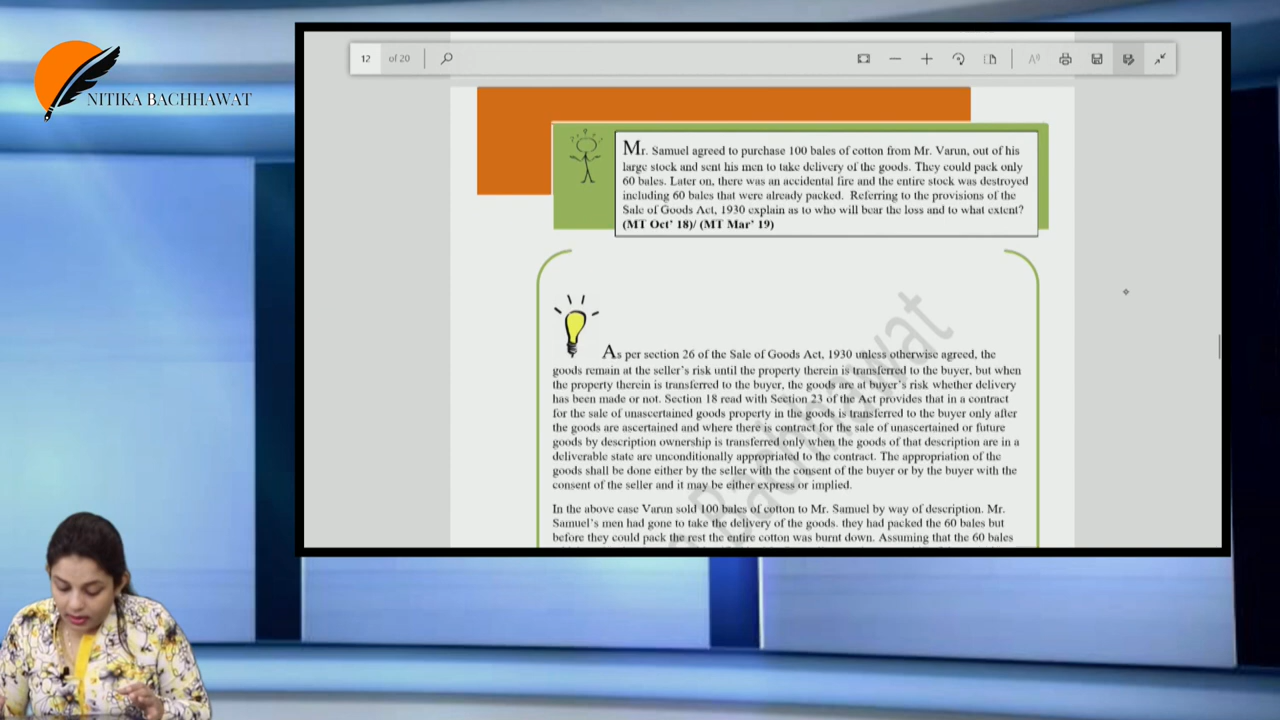 NITIKA BACHHAWAT
12 of 20
Mr. Samuel agreed to purchase 100 bales of cotton from Mr. Varun, out of his
large stock and sent his men to take delivery of the goods. They could pack only
60 bales. Later on, there was an accidental fire and the entire stock was destroyed
including 60 bales that were already packed. Referring to the provisions of the
Sale of Goods Act, 1930 explain as to who will bear the loss and to what extent?
(MT Oct' 18)/ (MT Mar' 19)
As per section 26 of the Sale of Goods Act, 1930 unless otherwise agreed, the
goods remain at the seller's risk until the property therein is transferred to the buyer, but when
the property therein is transferred to the buyer, the goods are at buyer's risk whether delivery
has been made or not. Section 18 read with Section 23 of the Act provides that in a contract
for the sale of unascertained goods property in the goods is transferred to the buyer only after
the goods are ascertained and where there is contract for the sale of unascertained or future
goods by description ownership is transferred only when the goods of that description are in a
deliverable state are unconditionally appropriated to the contract. The appropriation of the
goods shall be done either by the seller with the consent of the buyer or by the buyer with the
consent of the seller and it may be either express or implied.
In the above case Varun sold 100 bales of cotton to Mr. Samuel by way of description. Mr.
Samuel's men had gone to take the delivery of the goods. they had packed the 60 bales but
before they could pack the rest the entire cotton was burnt down. Assuming that the 60 bales
Bachhawat